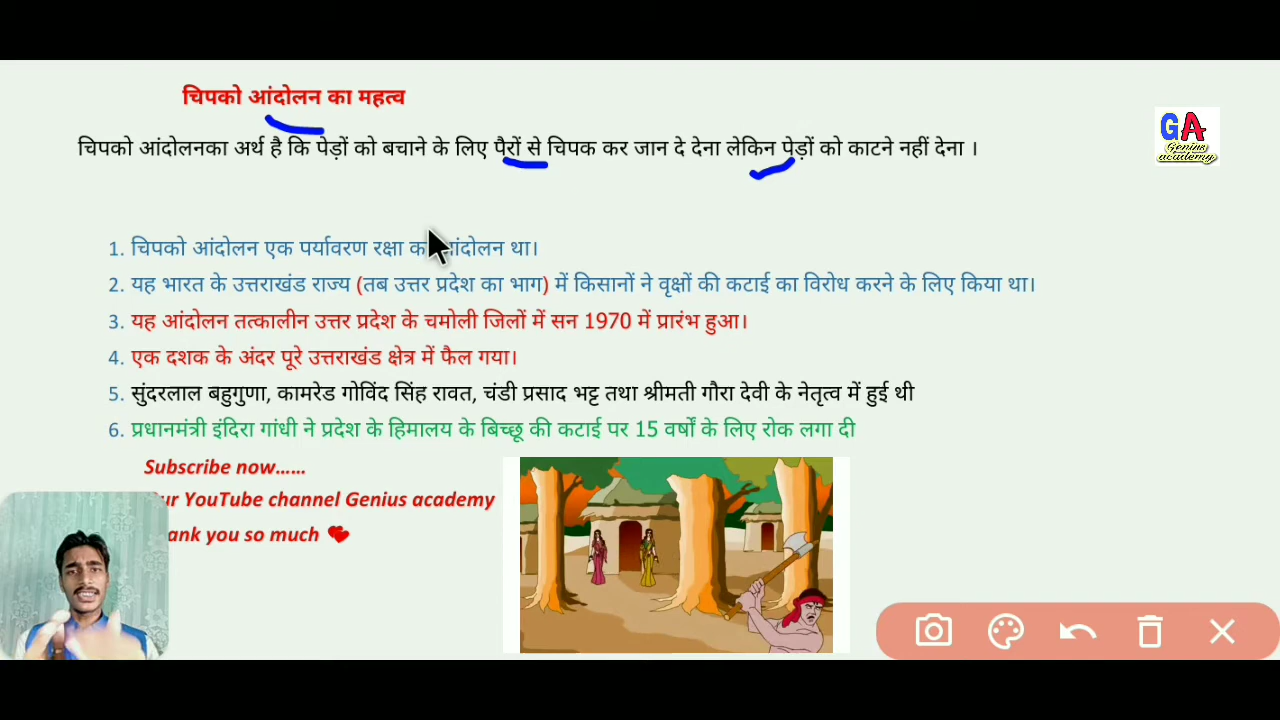 चिपको आंदोलन का महत्व
चिपको आंदोलनका अर्थ है कि पेड़ों को बचाने के लिए पैरों से चिपक कर जान दे देना लेकिन पेड़ों को काटने नहीं देना ।
GA
Genius
academy
1. चिपको आंदोलन एक पर्यावरण रक्षा का आंदोलन था।
2. यह भारत के उत्तराखंड राज्य (तब उत्तर प्रदेश का भाग) में किसानों ने वृक्षों की कटाई का विरोध करने के लिए किया था।
3. यह आंदोलन तत्कालीन उत्तर प्रदेश के चमोली जिलों में सन 1970 में प्रारंभ हुआ।
4. एक दशक के अंदर पूरे उत्तराखंड क्षेत्र में फैल गया।
5. सुंदरलाल बहुगुणा, कामरेड गोविंद सिंह रावत, चंडी प्रसाद भट्ट तथा श्रीमती गौरा देवी के नेतृत्व में हुई थी
6. प्रधानमंत्री इंदिरा गांधी ने प्रदेश के हिमालय के बिच्छू की कटाई पर 15 वर्षों के लिए रोक लगा दी
Subscribe now......
ur YouTube channel Genius academy
ank you so much